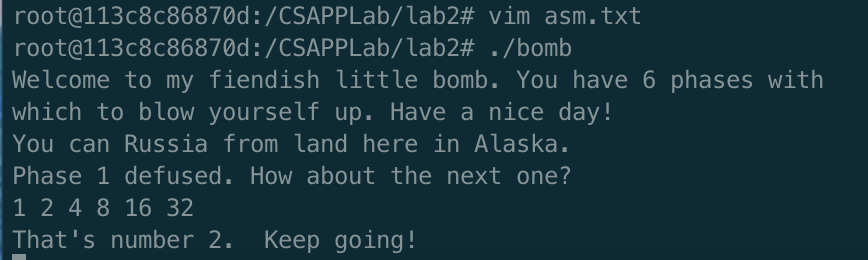 root@113c8c86870d:/CSAPPLab/lab2# vim asm.txt
root@113c8c86870d:/CSAPPLab/lab2# ./bomb
Welcome to my fiendish little bomb. You have 6 phases with
which to blow yourself up. Have a nice day!
You can Russia from land here in Alaska.
Phase 1 defused. How about the next one?
1 2 4 8 16 32
That's number 2.  Keep going!